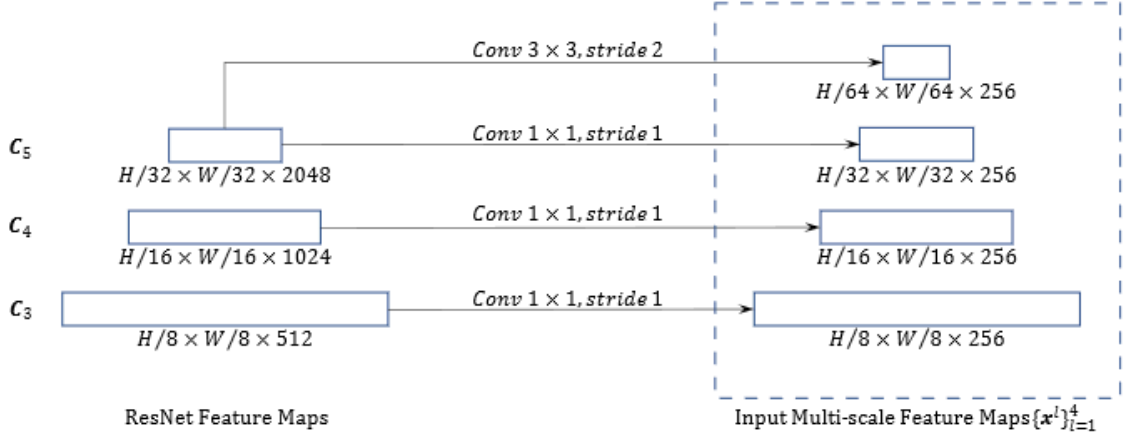 Conv 3 × 3, stride 2
H/64 × W/64 × 256
C₅
Conv 1 × 1, stride 1
H/32 × W/32 × 2048
H/32 × W/32 × 256
C₄
Conv 1 × 1, stride 1
H/16 × W/16 × 1024
H/16 × W/16 × 256
C₃
Conv 1 × 1, stride 1
H/8 × W/8 × 512
H/8 × W/8 × 256
ResNet Feature Maps
Input Multi-scale Feature Maps{xˡ}⁴ₗ₌₁